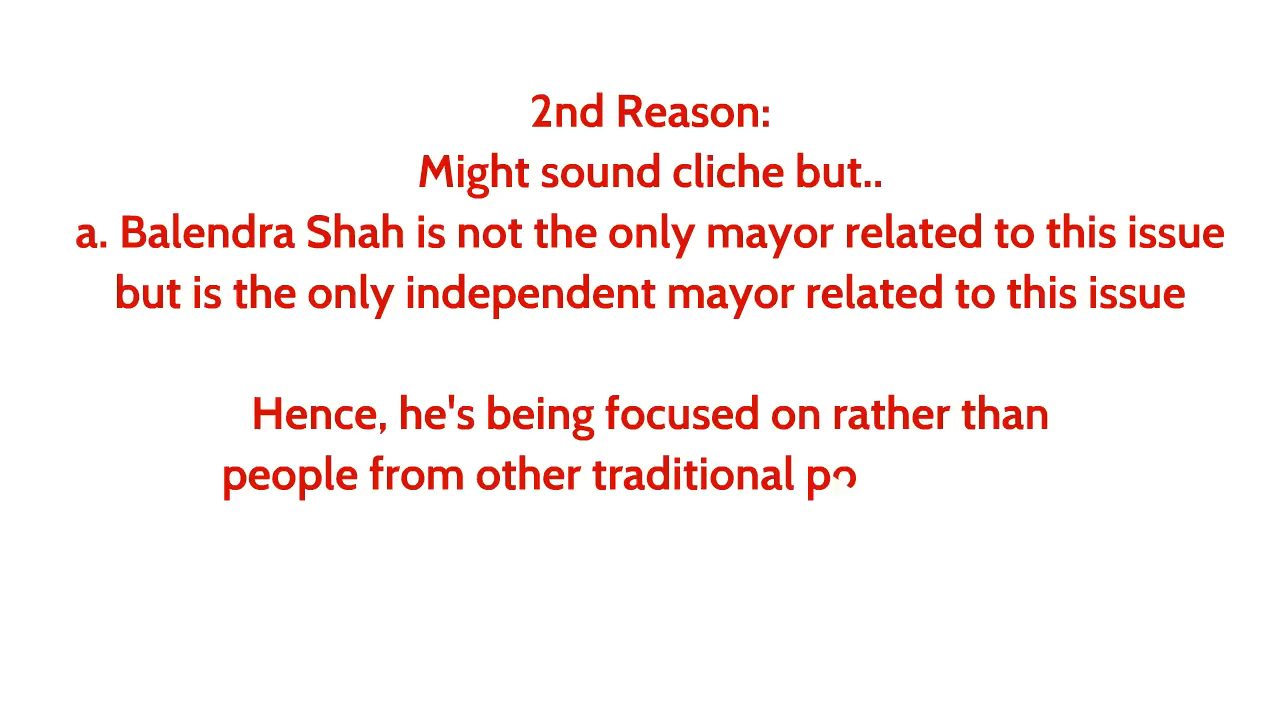 2nd Reason:
Might sound cliche but..
a. Balendra Shah is not the only mayor related to this issue
but is the only independent mayor related to this issue
Hence, he's being focused on rather than
people from other traditional